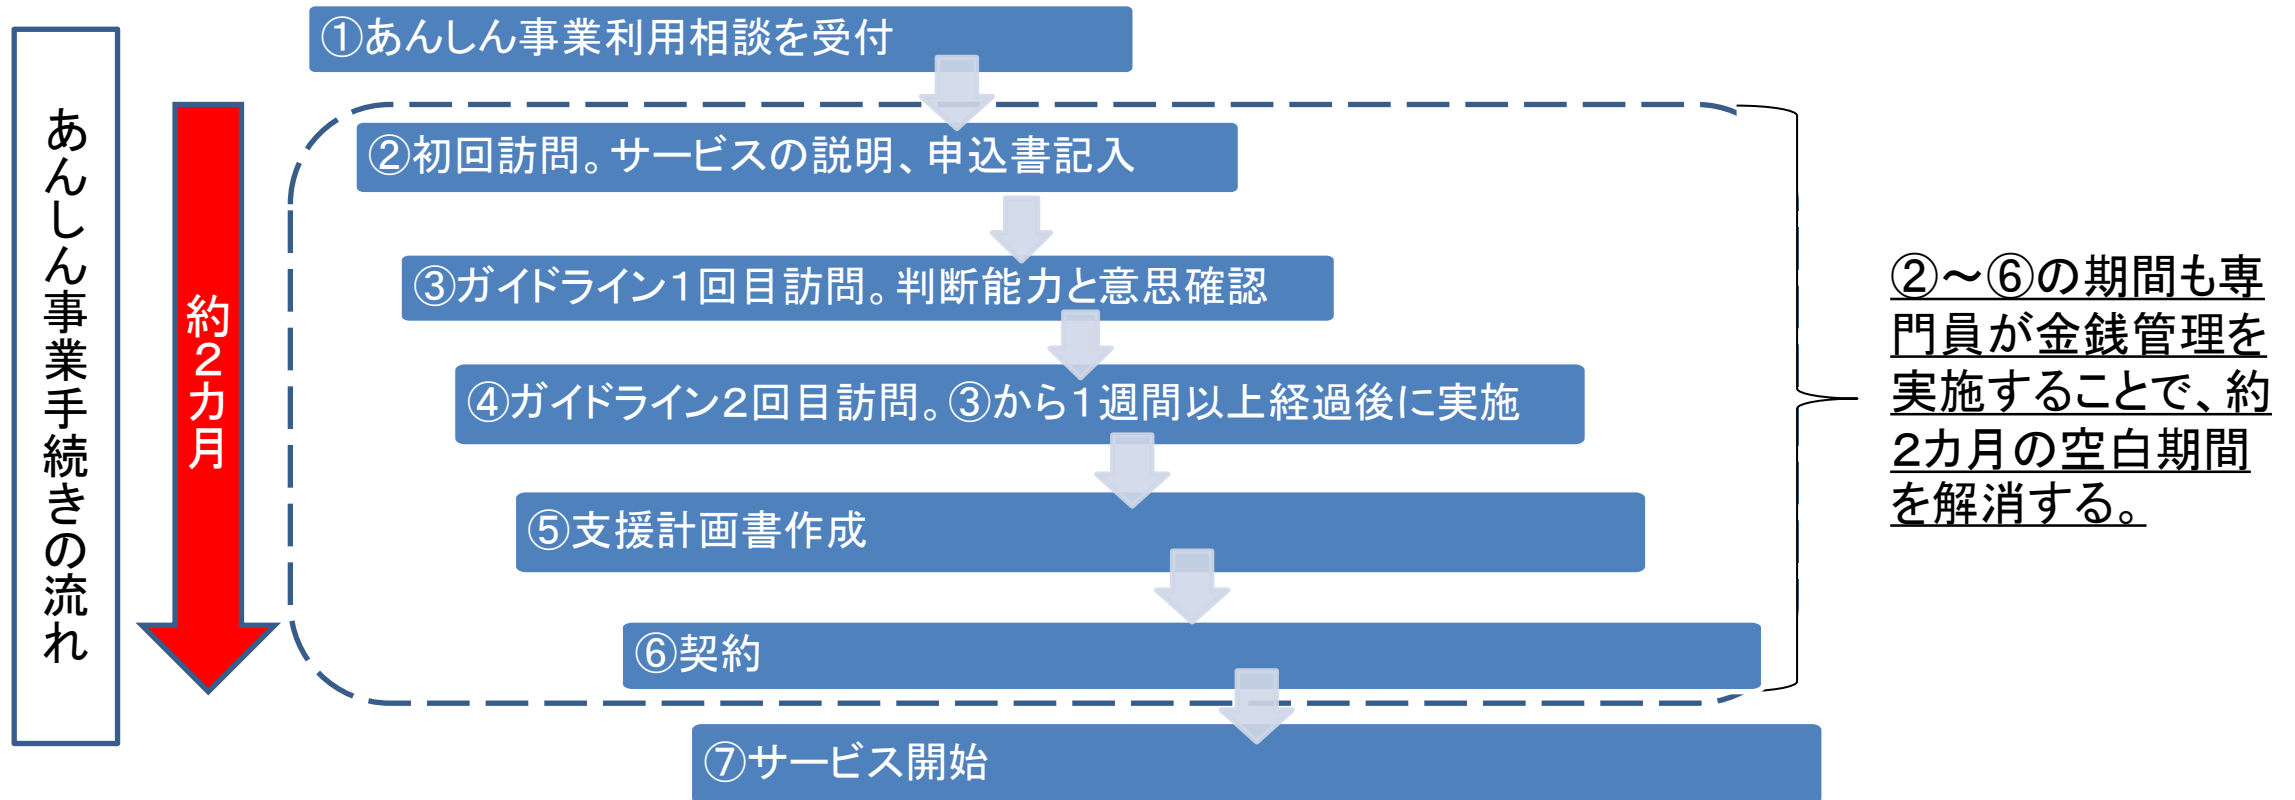 あんしん事業手続きの流れ
約２カ月
①あんしん事業利用相談を受付
②初回訪問。サービスの説明、申込書記入
③ガイドライン１回目訪問。判断能力と意思確認
④ガイドライン２回目訪問。③から１週間以上経過後に実施
⑤支援計画書作成
⑥契約
⑦サービス開始
②～⑥の期間も専
門員が金銭管理を
実施することで、約
２カ月の空白期間
を解消する。